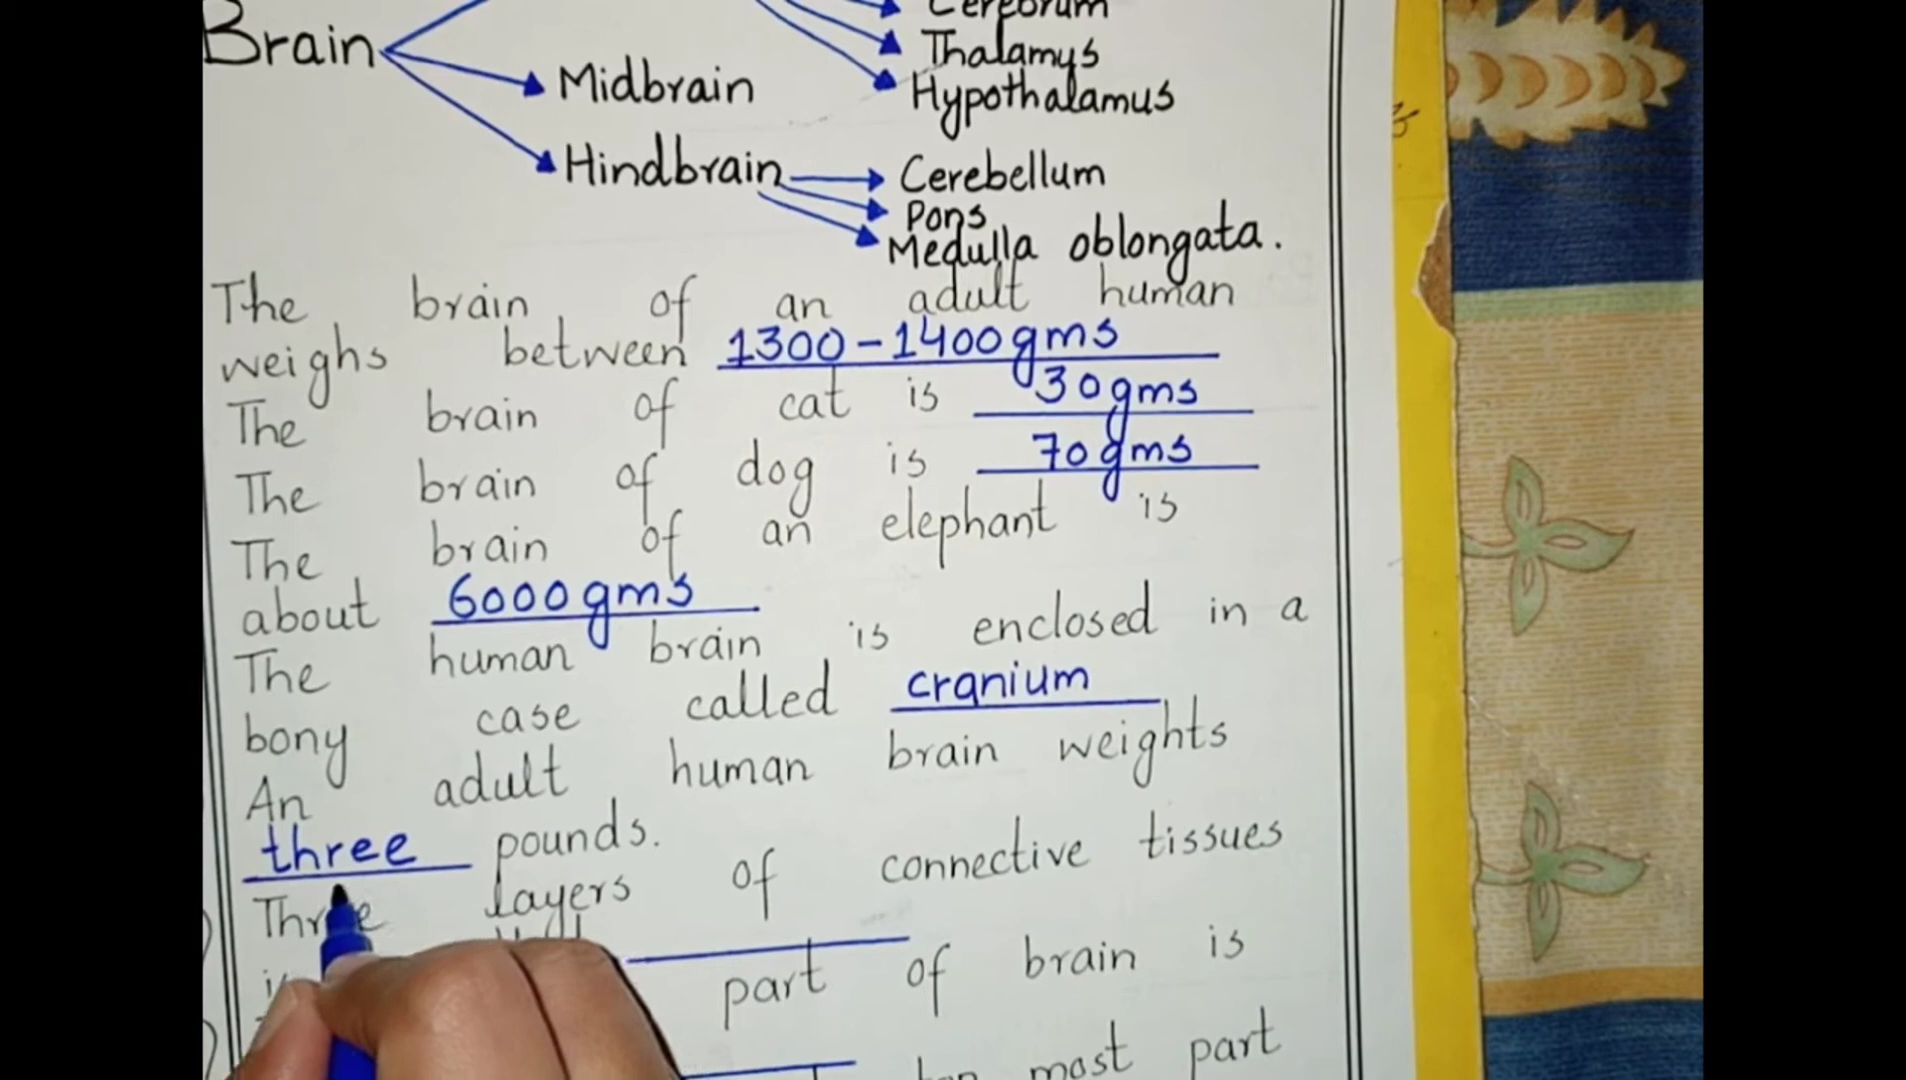 Cerebrum
Brain
Thalamys
Midbrain
Hypothalamus
Hindbrain
Cerebellum
Pons
Medulla oblongata.
The brain of an adult human
weighs between 1300-1400gms
The brain of cat is 30gms
The brain of dog is 70gms
The brain of an elephant is
about 6000gms
The human brain is enclosed in a
bony case called cranium
An adult human brain weights
three pounds.
Three layers of connective tissues
part of brain is
most part